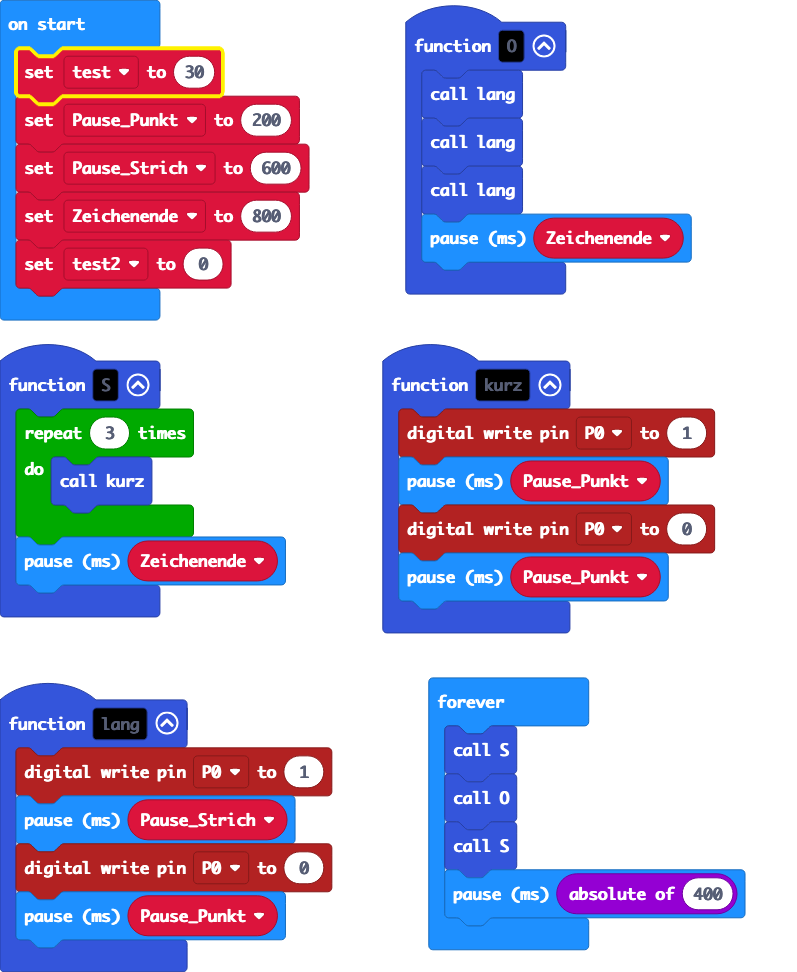 on start
set test to 30
set Pause_Punkt to 200
set Pause_Strich to 600
set Zeichenende to 800
set test2 to 0
function O
call lang
call lang
call lang
pause (ms) Zeichenende
function S
repeat 3 times
do
call kurz
pause (ms) Zeichenende
function kurz
digital write pin P0 to 1
pause (ms) Pause_Punkt
digital write pin P0 to 0
pause (ms) Pause_Punkt
function lang
digital write pin P0 to 1
pause (ms) Pause_Strich
digital write pin P0 to 0
pause (ms) Pause_Punkt
forever
call S
call O
call S
pause (ms) absolute of 400